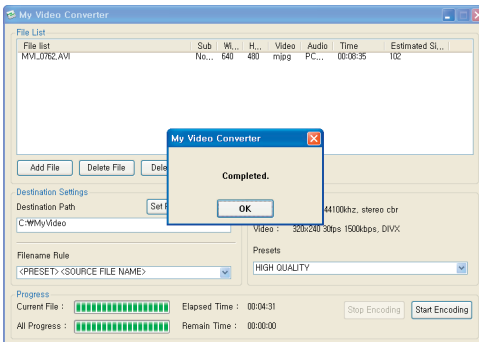 My Video Converter
File List
File list Sub Wi,,, H,,, Video Audio Time Estimated Si,,,
MVI_0762,AVI No,,, 640 480 mjpg PC,,, 00:08:35 102
My Video Converter
Completed.
OK
Add File Delete File Dele
Destination Settings
Destination Path Set F
C:₩MyVideo
44100khz, stereo cbr
Video : 320x240 30fps 1500kbps, DIVX
Filename Rule
<PRESET> <SOURCE FILE NAME>
Presets
HIGH QUALITY
Progress
Current File : Elapsed Time : 00:04:31
All Progress : Remain Time : 00:00:00
Stop Encoding Start Encoding